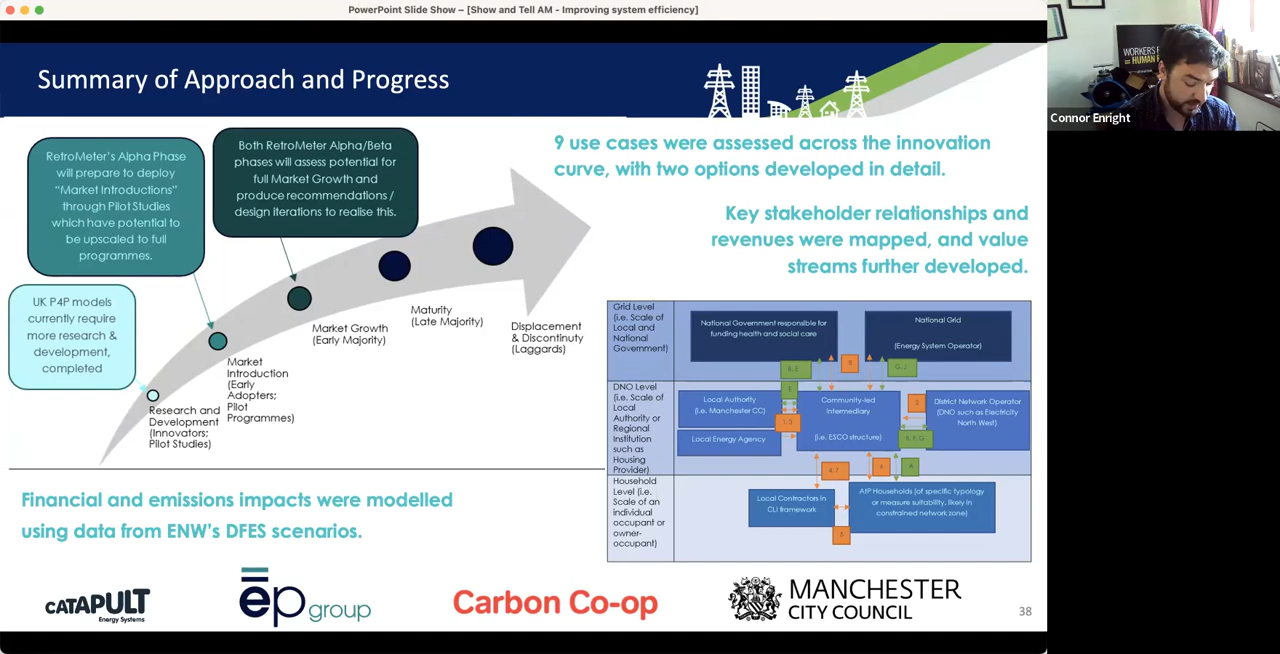 PowerPoint Slide Show – [Show and Tell AM - Improving system efficiency]
Summary of Approach and Progress
WORKERS
= HUMAN
Connor Enright
RetroMeter's Alpha Phase
will prepare to deploy
"Market Introductions"
through Pilot Studies
which have potential to
be upscaled to full
programmes.
Both RetroMeter Alpha/Beta
phases will assess potential for
full Market Growth and
produce recommendations /
design iterations to realise this.
UK P4P models
currently require
more research &
development,
completed
Research and
Development
(Innovators;
Pilot Studies)
Market
Introduction
(Early
Adopters;
Pilot
Programmes)
Market Growth
(Early Majority)
Maturity
(Late Majority)
Displacement
& Discontinuty
(Laggards)
9 use cases were assessed across the innovation
curve, with two options developed in detail.
Key stakeholder relationships and
revenues were mapped, and value
streams further developed.
Grid Level
(i.e. Scale of
Local and
National
Government)
National Government responsible for
funding health and social care
National Grid
(Energy System Operator)
DNO Level
(i.e. Scale of
Local
Authority or
Regional
Institution
such as
Housing
Provider)
Local Authority
(i.e. Manchester CC)
Local Energy Agency
Community-led
Intermediary
(i.e. ESCO structure)
District Network Operator
(DNO such as Electricity
North West)
Household
Level (i.e.
Scale of an
individual
occupant or
owner-
occupant)
Local Contractors in
CLI framework
AtP Households (of specific typology
or measure suitability, likely in
constrained network zone)
Financial and emissions impacts were modelled
using data from ENW's DFES scenarios.
CATAPULT
Energy Systems
ēp group
Carbon Co-op
MANCHESTER
CITY COUNCIL
38